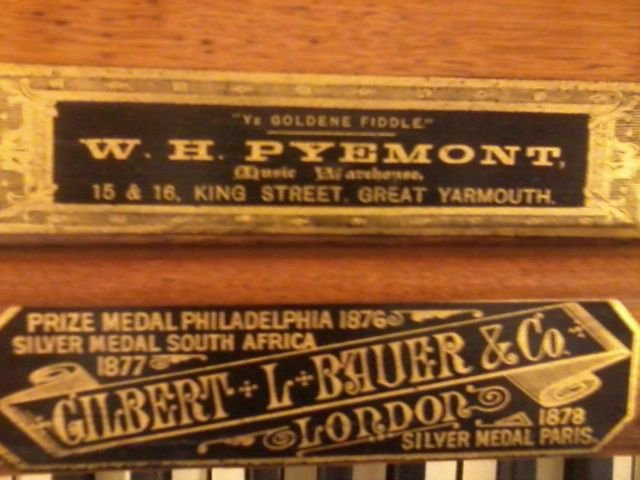 "Ye GOLDENE FIDDLE."
W. H. PYEMONT,
Music Warehouse,
15 & 16, KING STREET, GREAT YARMOUTH.
PRIZE MEDAL PHILADELPHIA 1876
SILVER MEDAL SOUTH AFRICA
1877
GILBERT L BAUER & Co.
LONDON
1878
SILVER MEDAL PARIS.